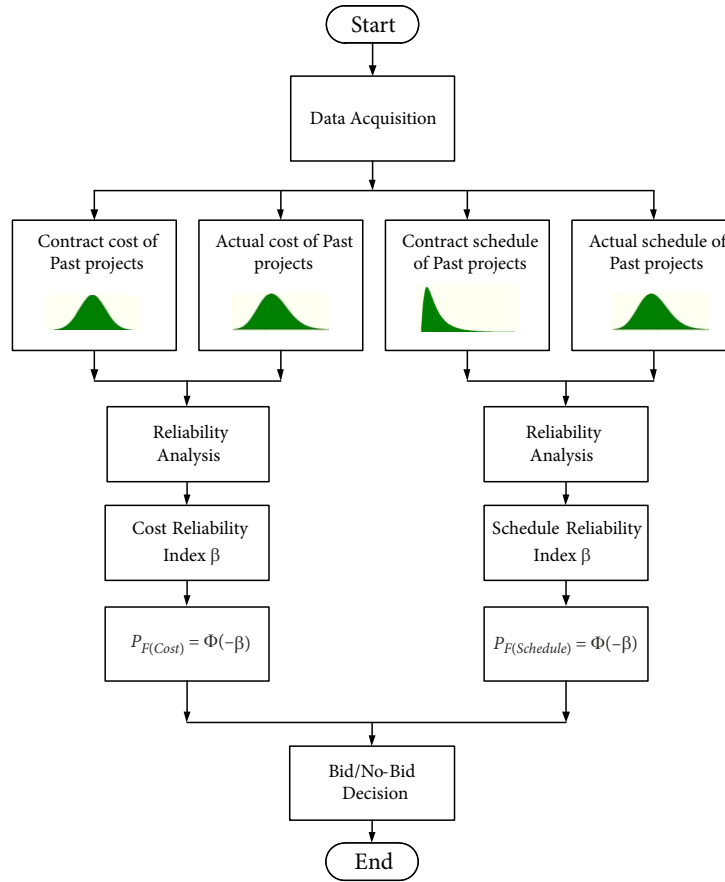 Start
Data Acquisition
Contract cost of
Past projects
Actual cost of Past
projects
Contract schedule
of Past projects
Actual schedule of
Past projects
Reliability
Analysis
Reliability
Analysis
Cost Reliability
Index β
Schedule Reliability
Index β
P_{F(Cost)} = Φ(–β)
P_{F(Schedule)} = Φ(–β)
Bid/No-Bid
Decision
End